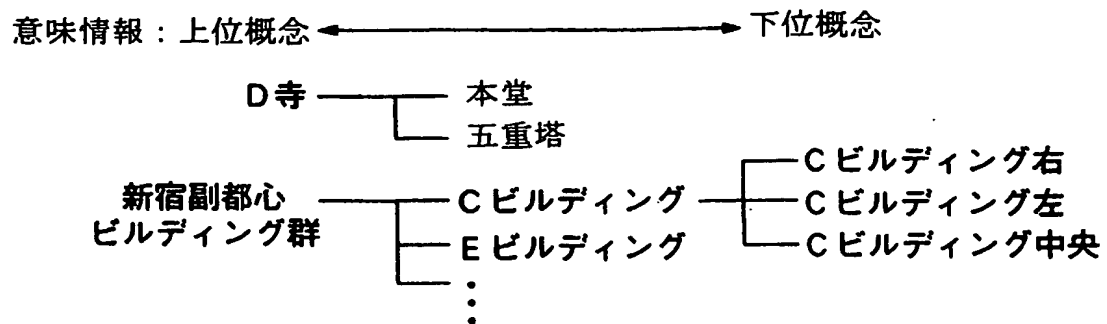 意味情報：上位概念 下位概念
D寺 本堂
五重塔
新宿副都心
ビルディング群
Cビルディング
Eビルディング
Cビルディング右
Cビルディング左
Cビルディング中央